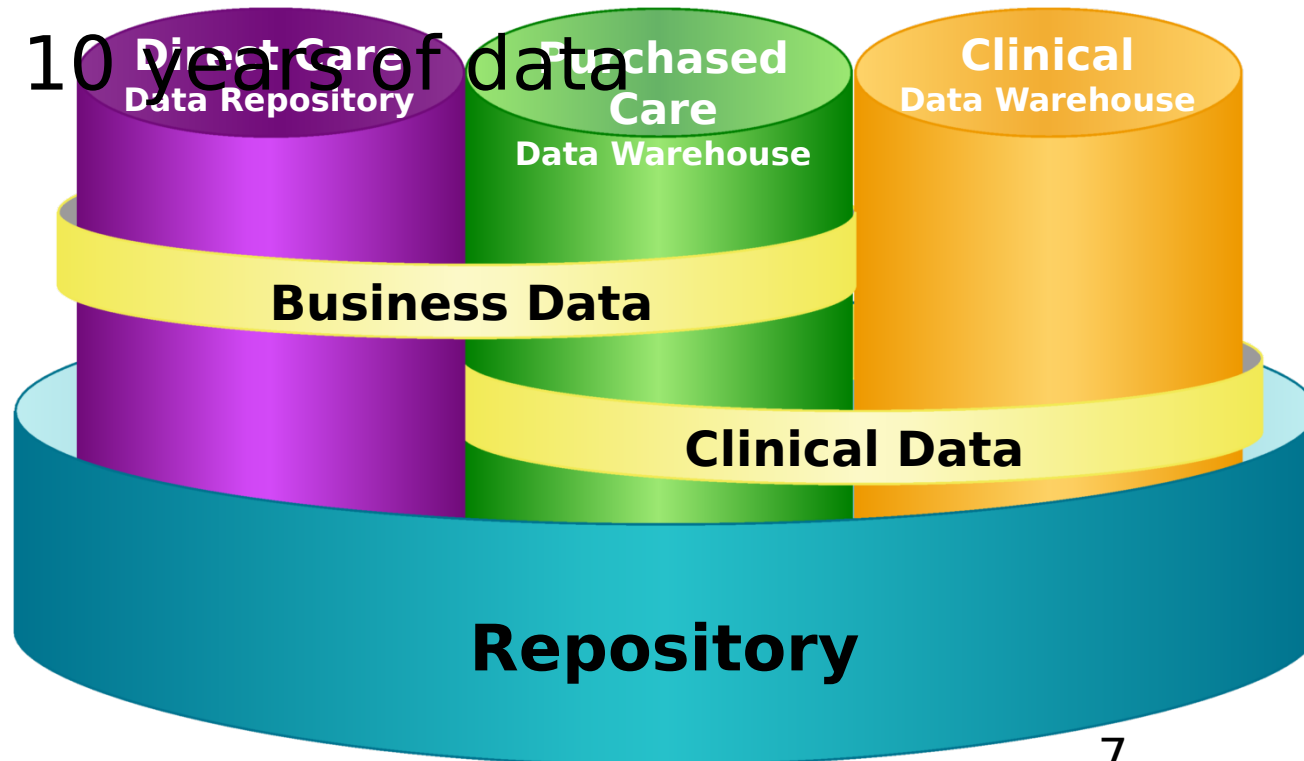 10 years of data
Direct Care
Data Repository
Purchased
Care
Data Warehouse
Clinical
Data Warehouse
Business Data
Clinical Data
Repository
7